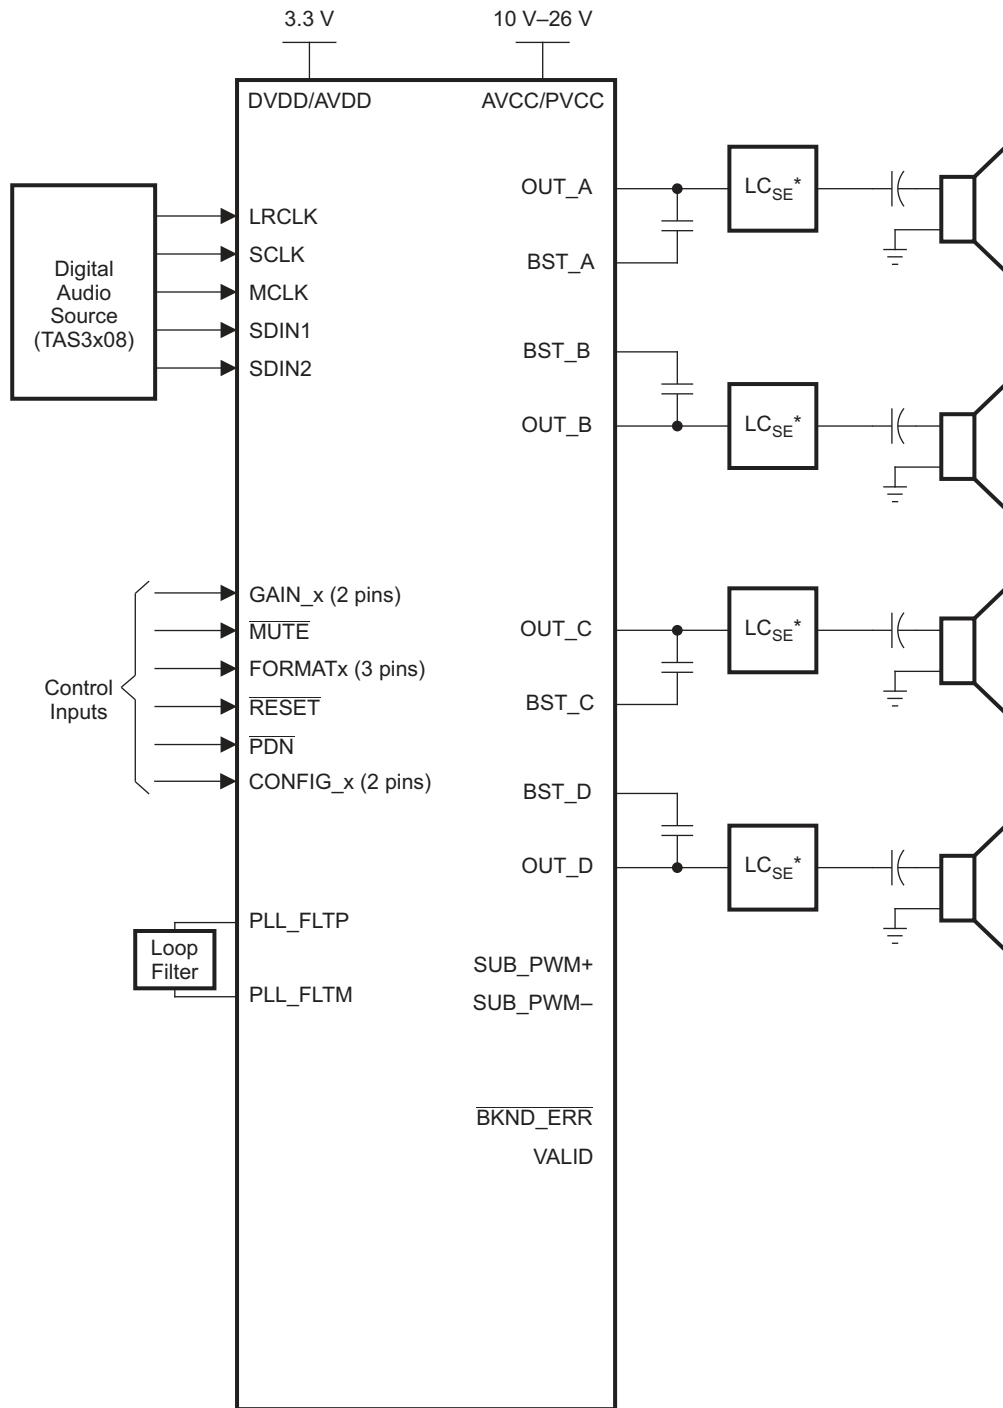 3.3 V
10 V–26 V
DVDD/AVDD
AVCC/PVCC
Digital
Audio
Source
(TAS3x08)
LRCLK
SCLK
MCLK
SDIN1
SDIN2
OUT_A
BST_A
LCSE*
BST_B
OUT_B
LCSE*
Control
Inputs
GAIN_x (2 pins)
MUTE
FORMATx (3 pins)
RESET
PDN
CONFIG_x (2 pins)
OUT_C
BST_C
LCSE*
BST_D
OUT_D
LCSE*
Loop
Filter
PLL_FLTP
PLL_FLTM
SUB_PWM+
SUB_PWM–
BKND_ERR
VALID